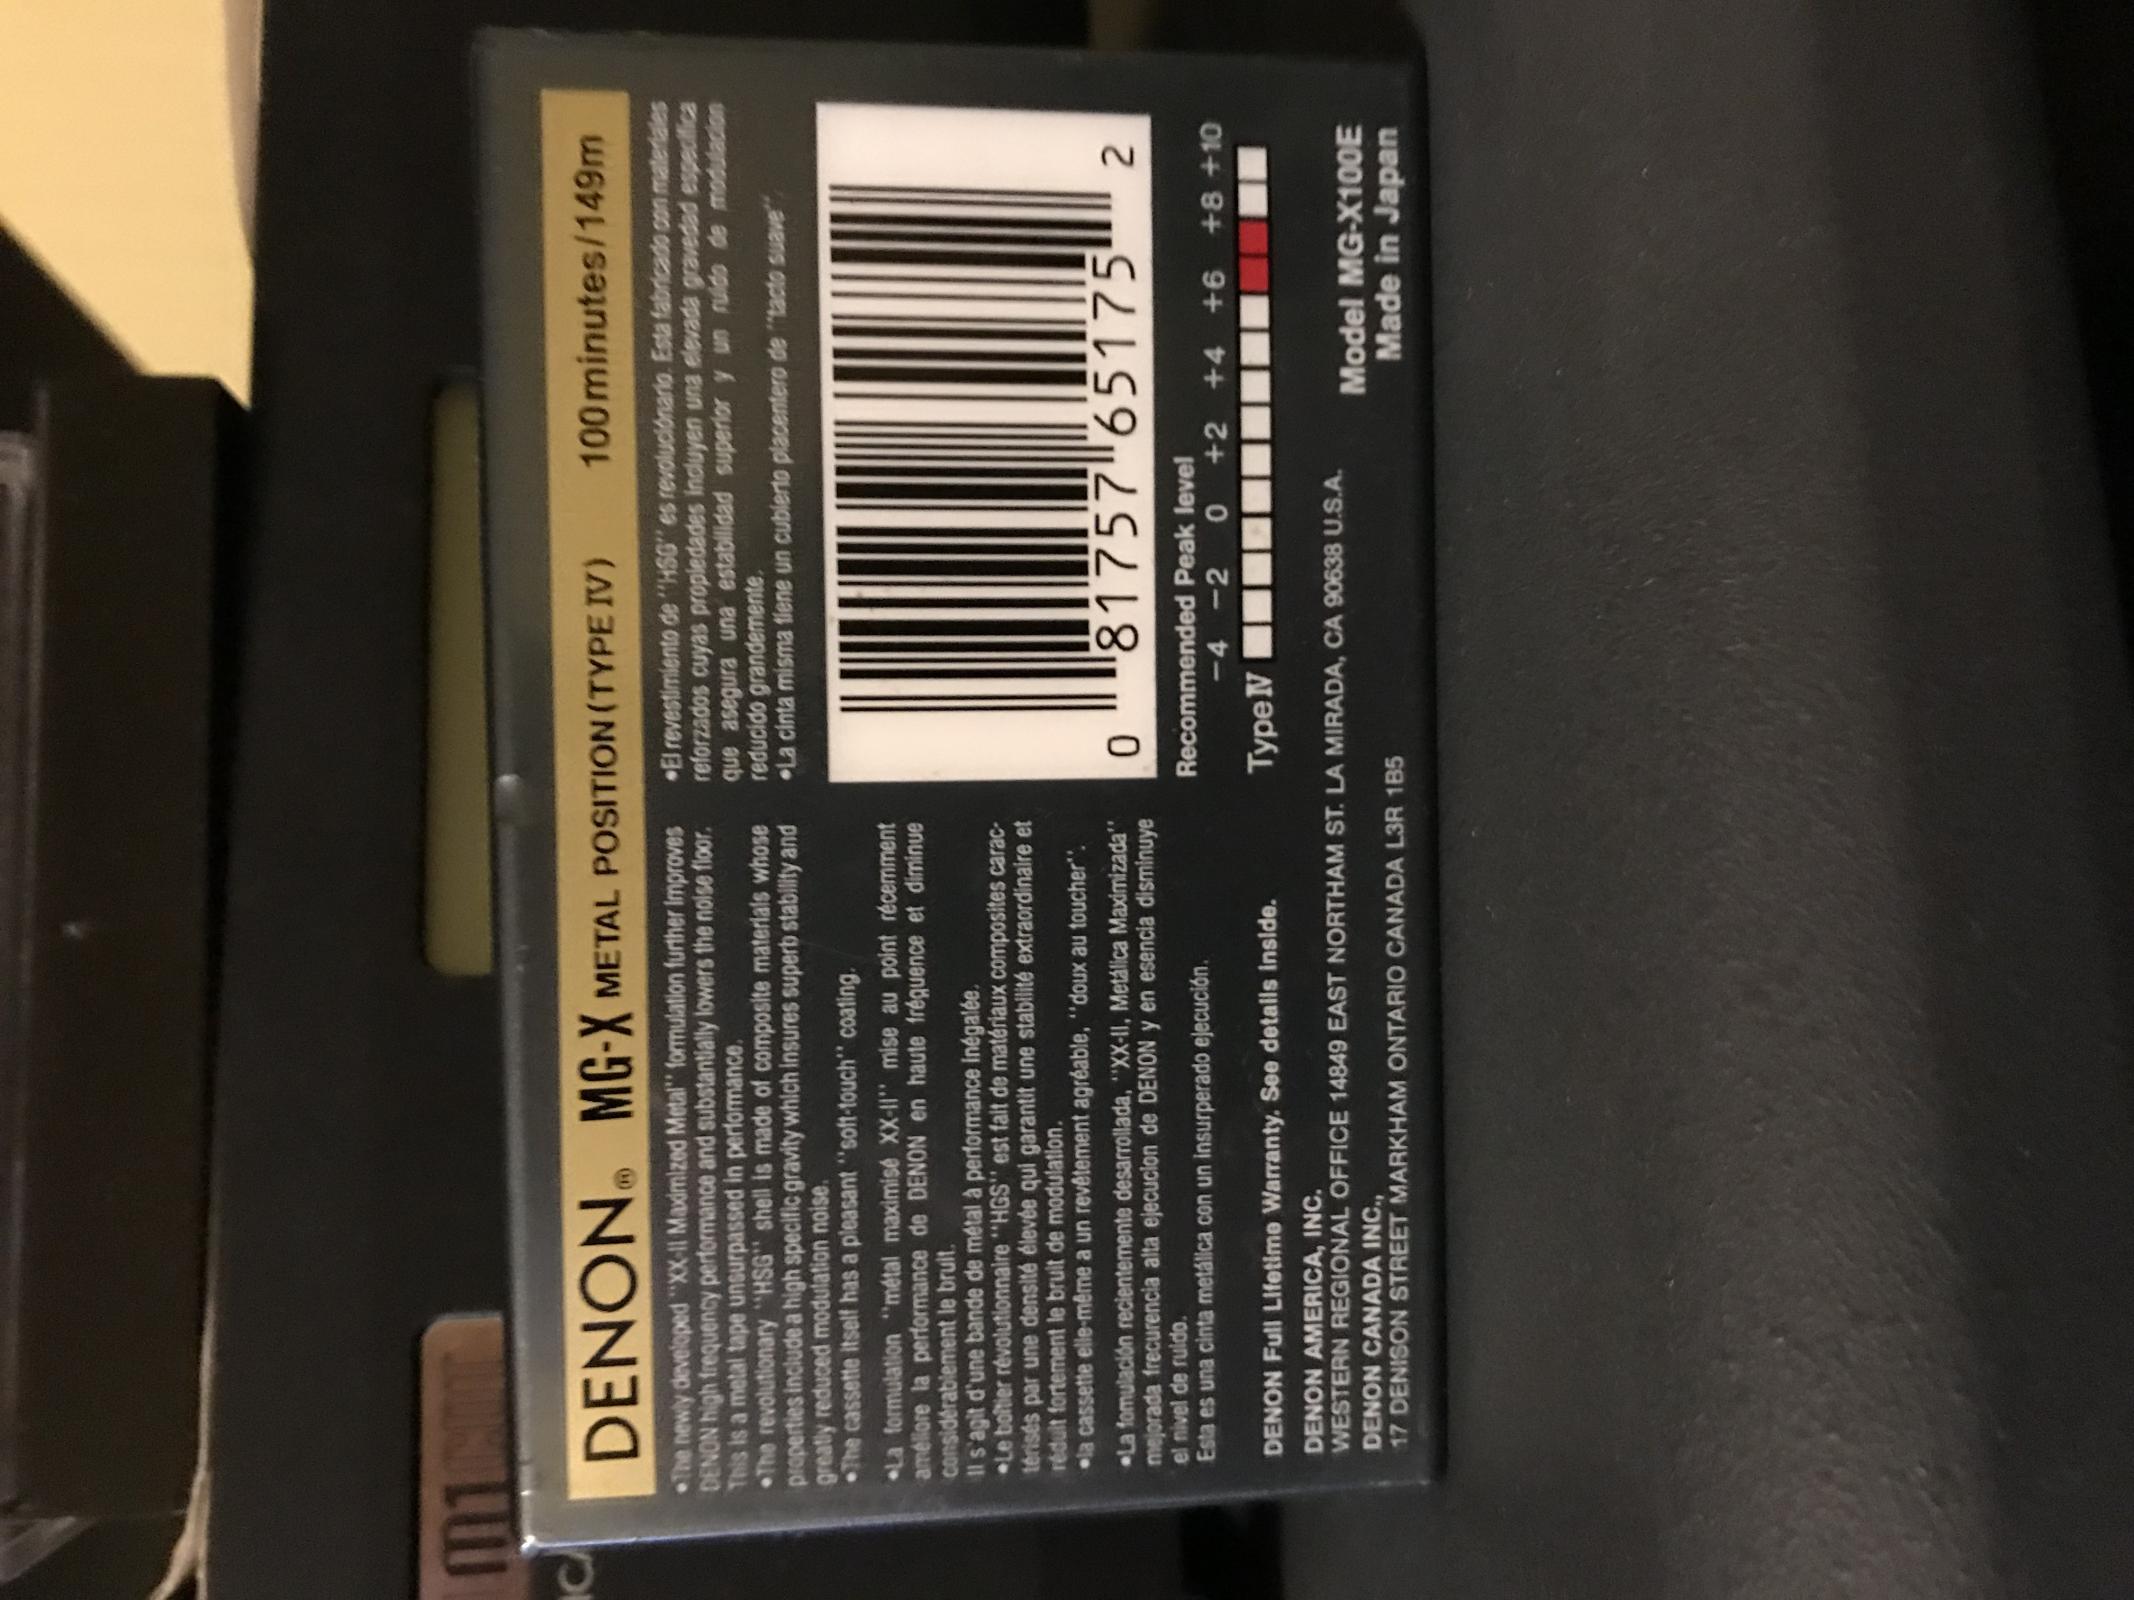 DENON® MG-X METAL POSITION (TYPE IV) 100minutes/149m
•The newly developed "XX-II Maximized Metal" formulation further improves
DENON high frequency performance and substantially lowers the noise floor.
This is a metal tape unsurpassed in performance.
•The revolutionary "HSG" shell is made of composite materials whose
properties include a high specific gravity which insures superb stability and
greatly reduced modulation noise.
•The cassette itself has a pleasant "soft-touch" coating.
•La formulation "métal maximisé XX-II" mise au point récemment
améliore la performance de DENON en haute fréquence et diminue
considérablement le bruit.
Il s'agit d'une bande de métal à performance inégalée.
•Le boîtier révolutionnaire "HGS" est fait de matériaux composites carac-
térisés par une densité élevée qui garantit une stabilité extraordinaire et
réduit fortement le bruit de modulation.
•la cassette elle-même a un revêtement agréable, "doux au toucher".
•La formulación recientemente desarrollada, "XX-II, Metálica Maximizada"
mejorada frecurencia alta ejecucion de DENON y en esencia disminuye
el nivel de ruido.
Esta es una cinta metálica con un insurperado ejecución.
•El revestimiento de "HSG" es revoluciónario. Esta fabricado con materiales
reforzados cuyas propiedades incluyen una elevada gravedad especifica
que asegura una estabilidad superior y un ruido de modulación
reducido grandemente.
•La cinta misma tiene un cubierto placentero de "tacto suave".
0 81757 65175 2
Recommended Peak level
-4 -2 0 +2 +4 +6 +8 +10
Type IV
DENON Full Lifetime Warranty. See details inside.
DENON AMERICA, INC.
WESTERN REGIONAL OFFICE 14849 EAST NORTHAM ST. LA MIRADA, CA 90638 U.S.A.
DENON CANADA INC.,
17 DENISON STREET MARKHAM ONTARIO CANADA L3R 1B5
Model MG-X100E
Made in Japan